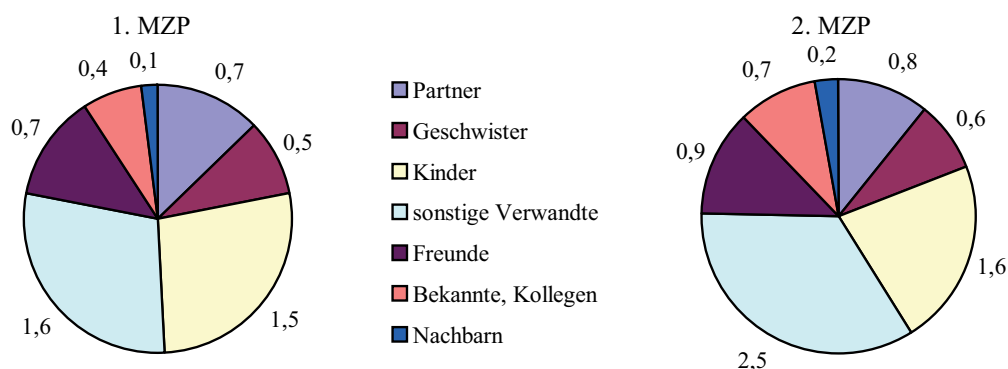 1. MZP
0,1
0,4
0,7
0,7
0,5
1,6
1,5
Partner
Geschwister
Kinder
sonstige Verwandte
Freunde
Bekannte, Kollegen
Nachbarn
2. MZP
0,2
0,7
0,8
0,9
0,6
1,6
2,5